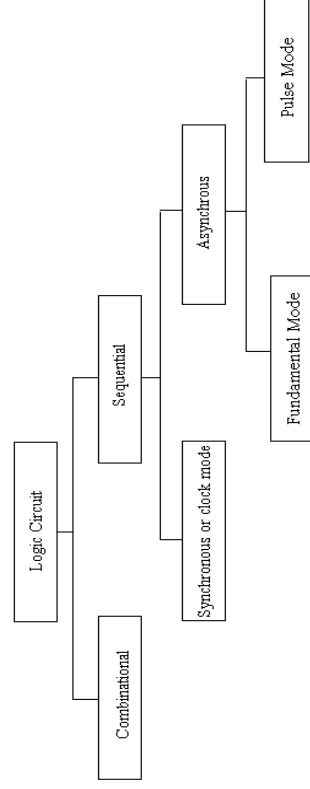 Logic Circuit
Combinational
Sequential
Synchronous or clock mode
Asynchrous
Fundamental Mode
Pulse Mode